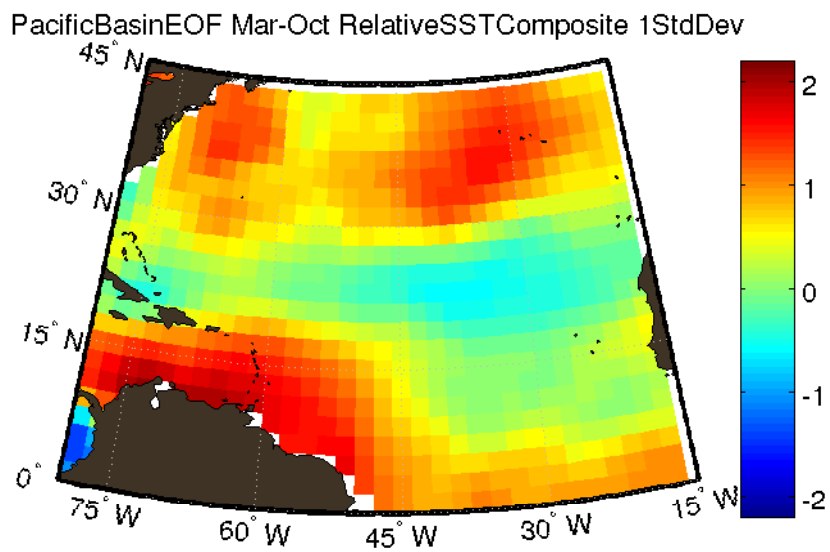 PacificBasinEOF Mar-Oct RelativeSSTComposite 1StdDev
45° N
30° N
15° N
0°
75° W
60° W
45° W
30° W
15° W
2
1
0
-1
-2